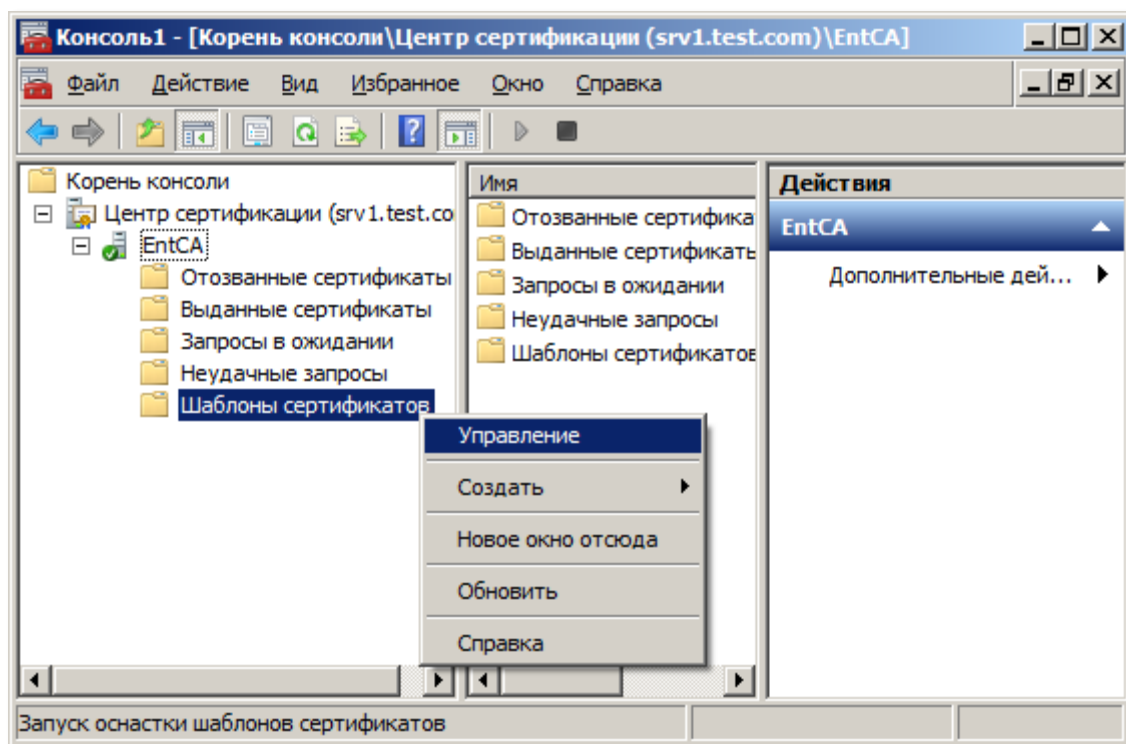 Консоль1 - [Корень консоли\Центр сертификации (srv1.test.com)\EntCA]
Файл Действие Вид Избранное Окно Справка
Корень консоли
Центр сертификации (srv1.test.co
EntCA
Отозванные сертификаты
Выданные сертификаты
Запросы в ожидании
Неудачные запросы
Шаблоны сертификатов
Имя
Отозванные сертифика
Выданные сертификаты
Запросы в ожидании
Неудачные запросы
Шаблоны сертификатов
Действия
EntCA
Дополнительные дей...
Управление
Создать
Новое окно отсюда
Обновить
Справка
Запуск оснастки шаблонов сертификатов